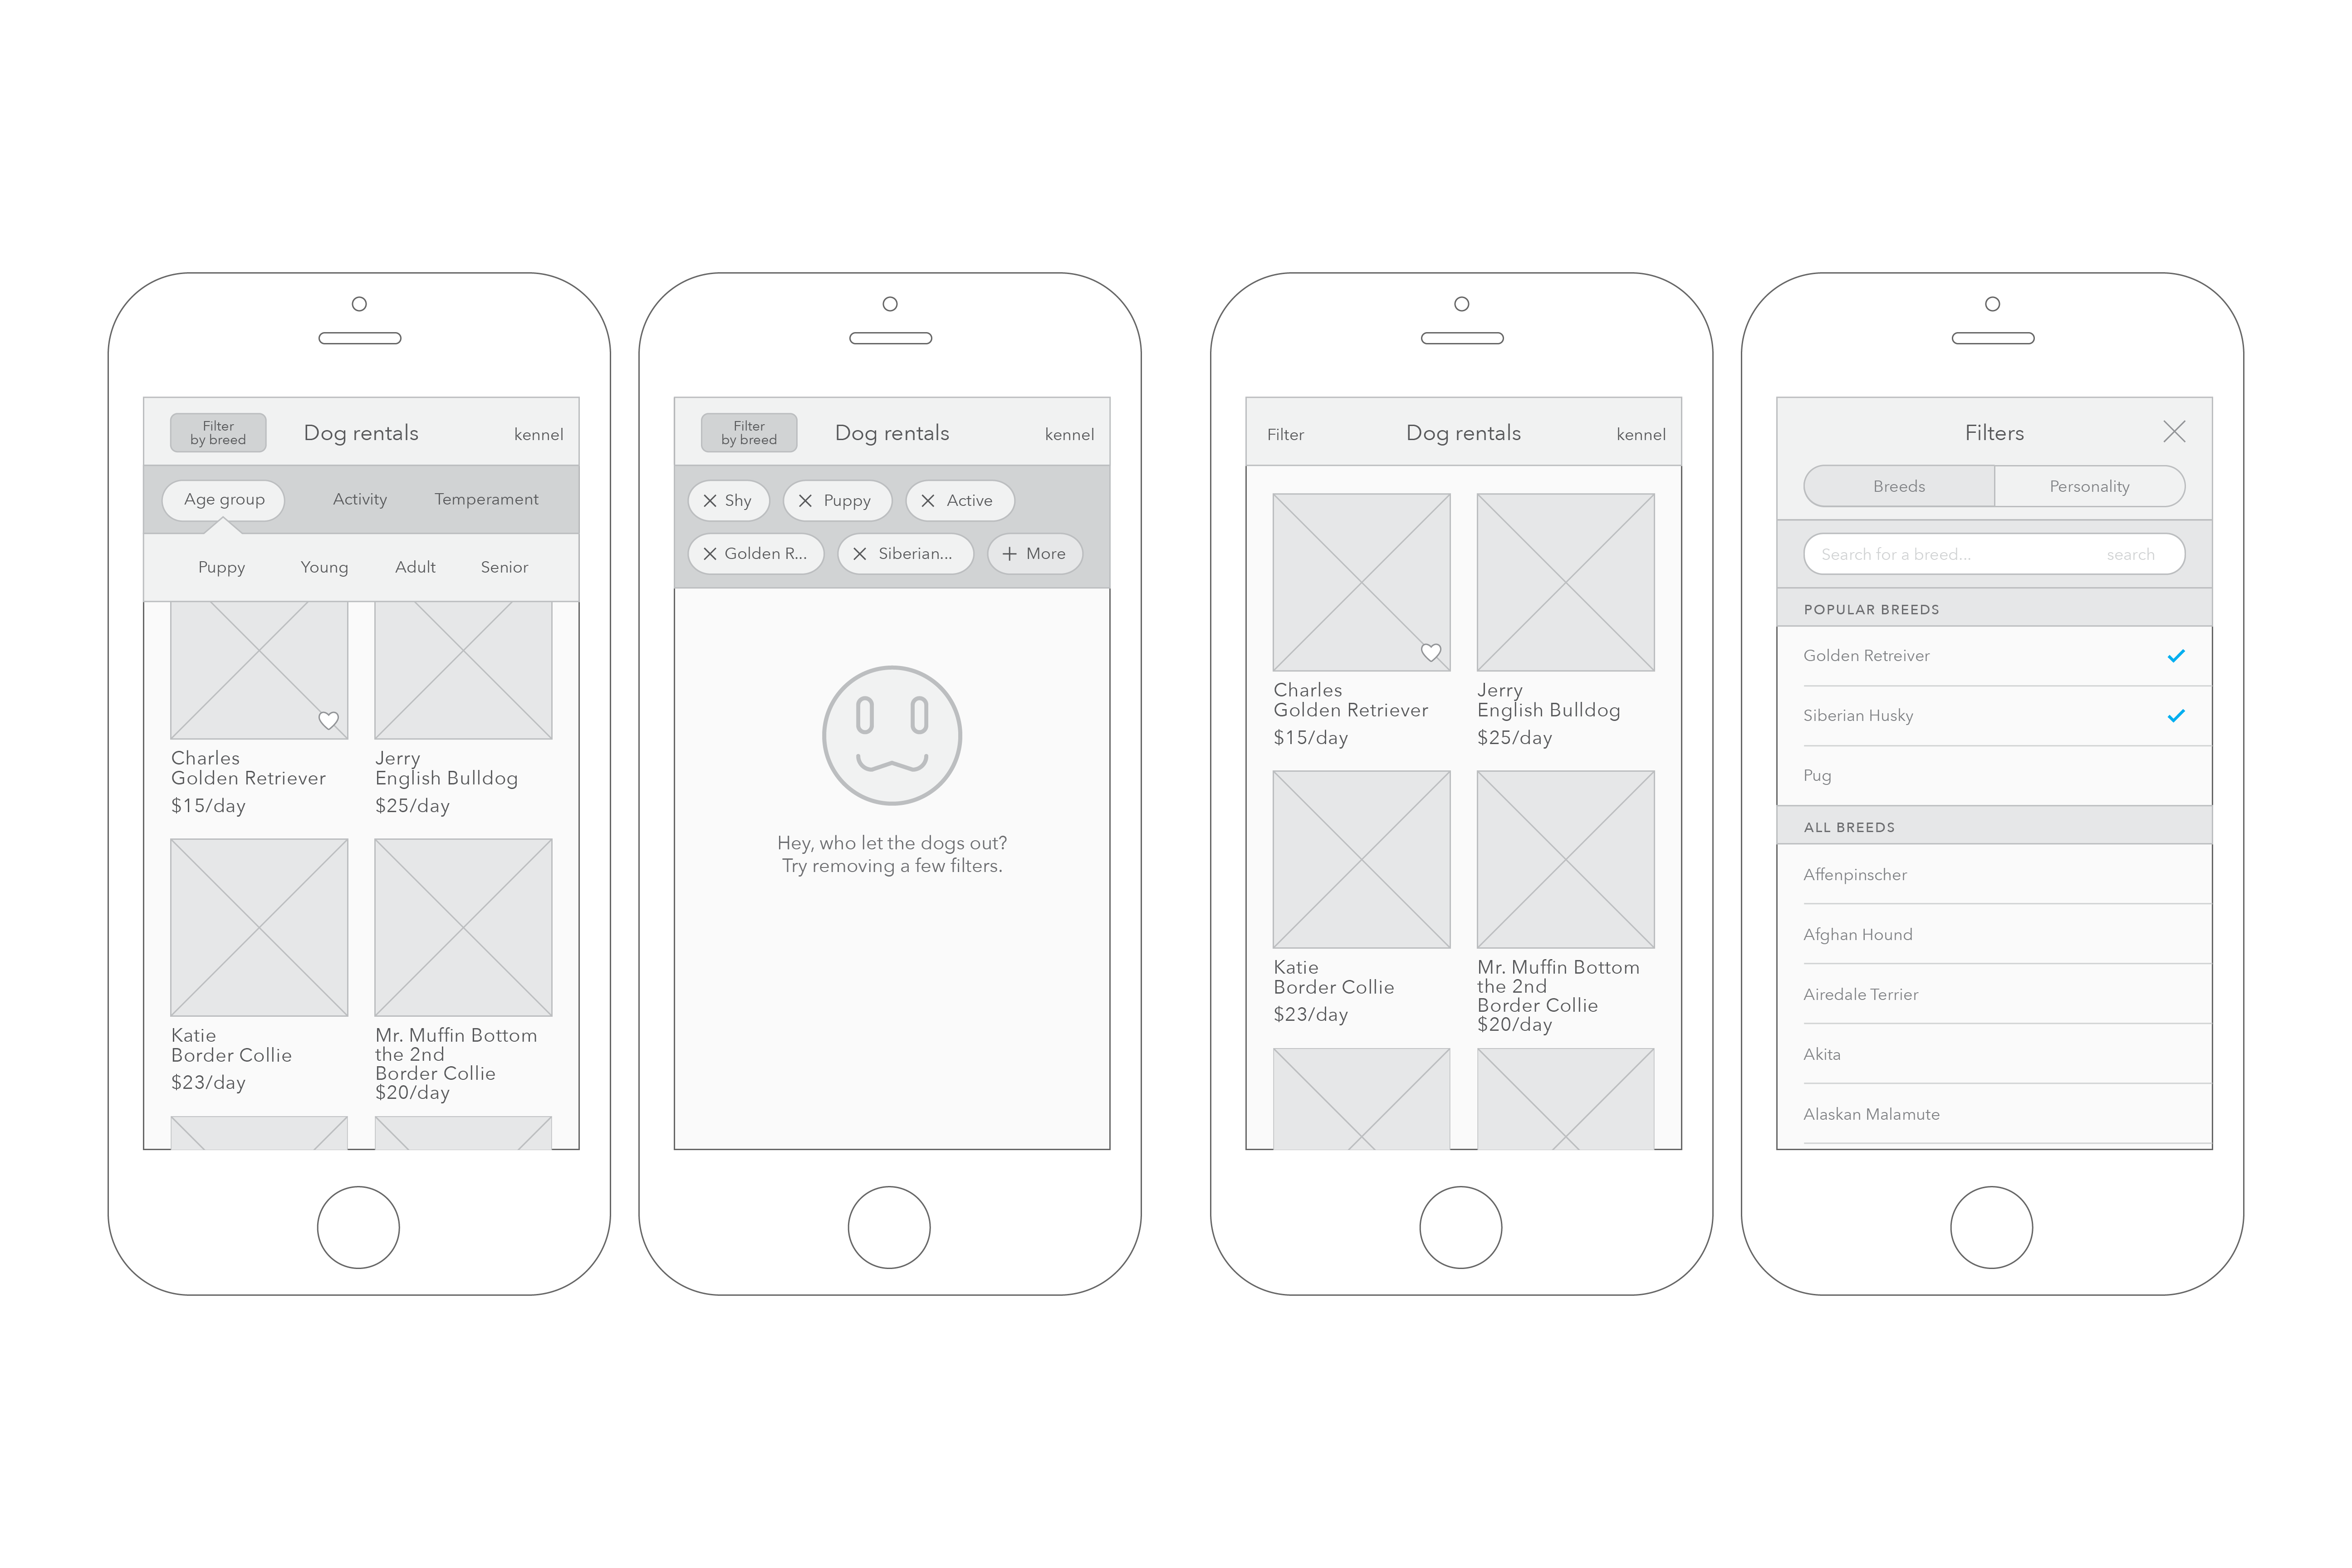 Filter
by breed
Dog rentals
kennel
Age group
Activity
Temperament
Puppy
Young
Adult
Senior
Charles
Golden Retriever
$15/day
Jerry
English Bulldog
$25/day
Katie
Border Collie
$23/day
Mr. Muffin Bottom
the 2nd
Border Collie
$20/day
Filter
by breed
Dog rentals
kennel
Shy
Puppy
Active
Golden R...
Siberian...
More
Hey, who let the dogs out?
Try removing a few filters.
Filter
Dog rentals
kennel
Charles
Golden Retriever
$15/day
Jerry
English Bulldog
$25/day
Katie
Border Collie
$23/day
Mr. Muffin Bottom
the 2nd
Border Collie
$20/day
Filters
Breeds
Personality
Search for a breed...
search
POPULAR BREEDS
Golden Retreiver
Siberian Husky
Pug
ALL BREEDS
Affenpinscher
Afghan Hound
Airedale Terrier
Akita
Alaskan Malamute